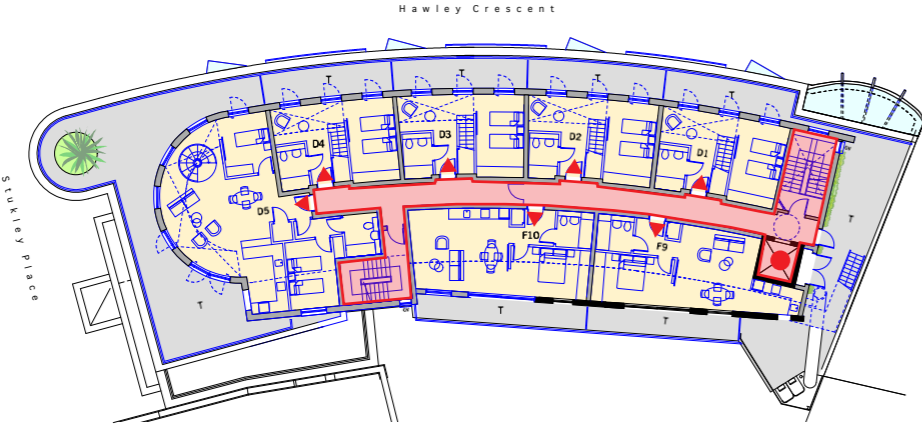 Hawley Crescent
T
T
T
T
D4
D3
D2
D1
Stukley Place
D5
F10
F9
T
T
T
T